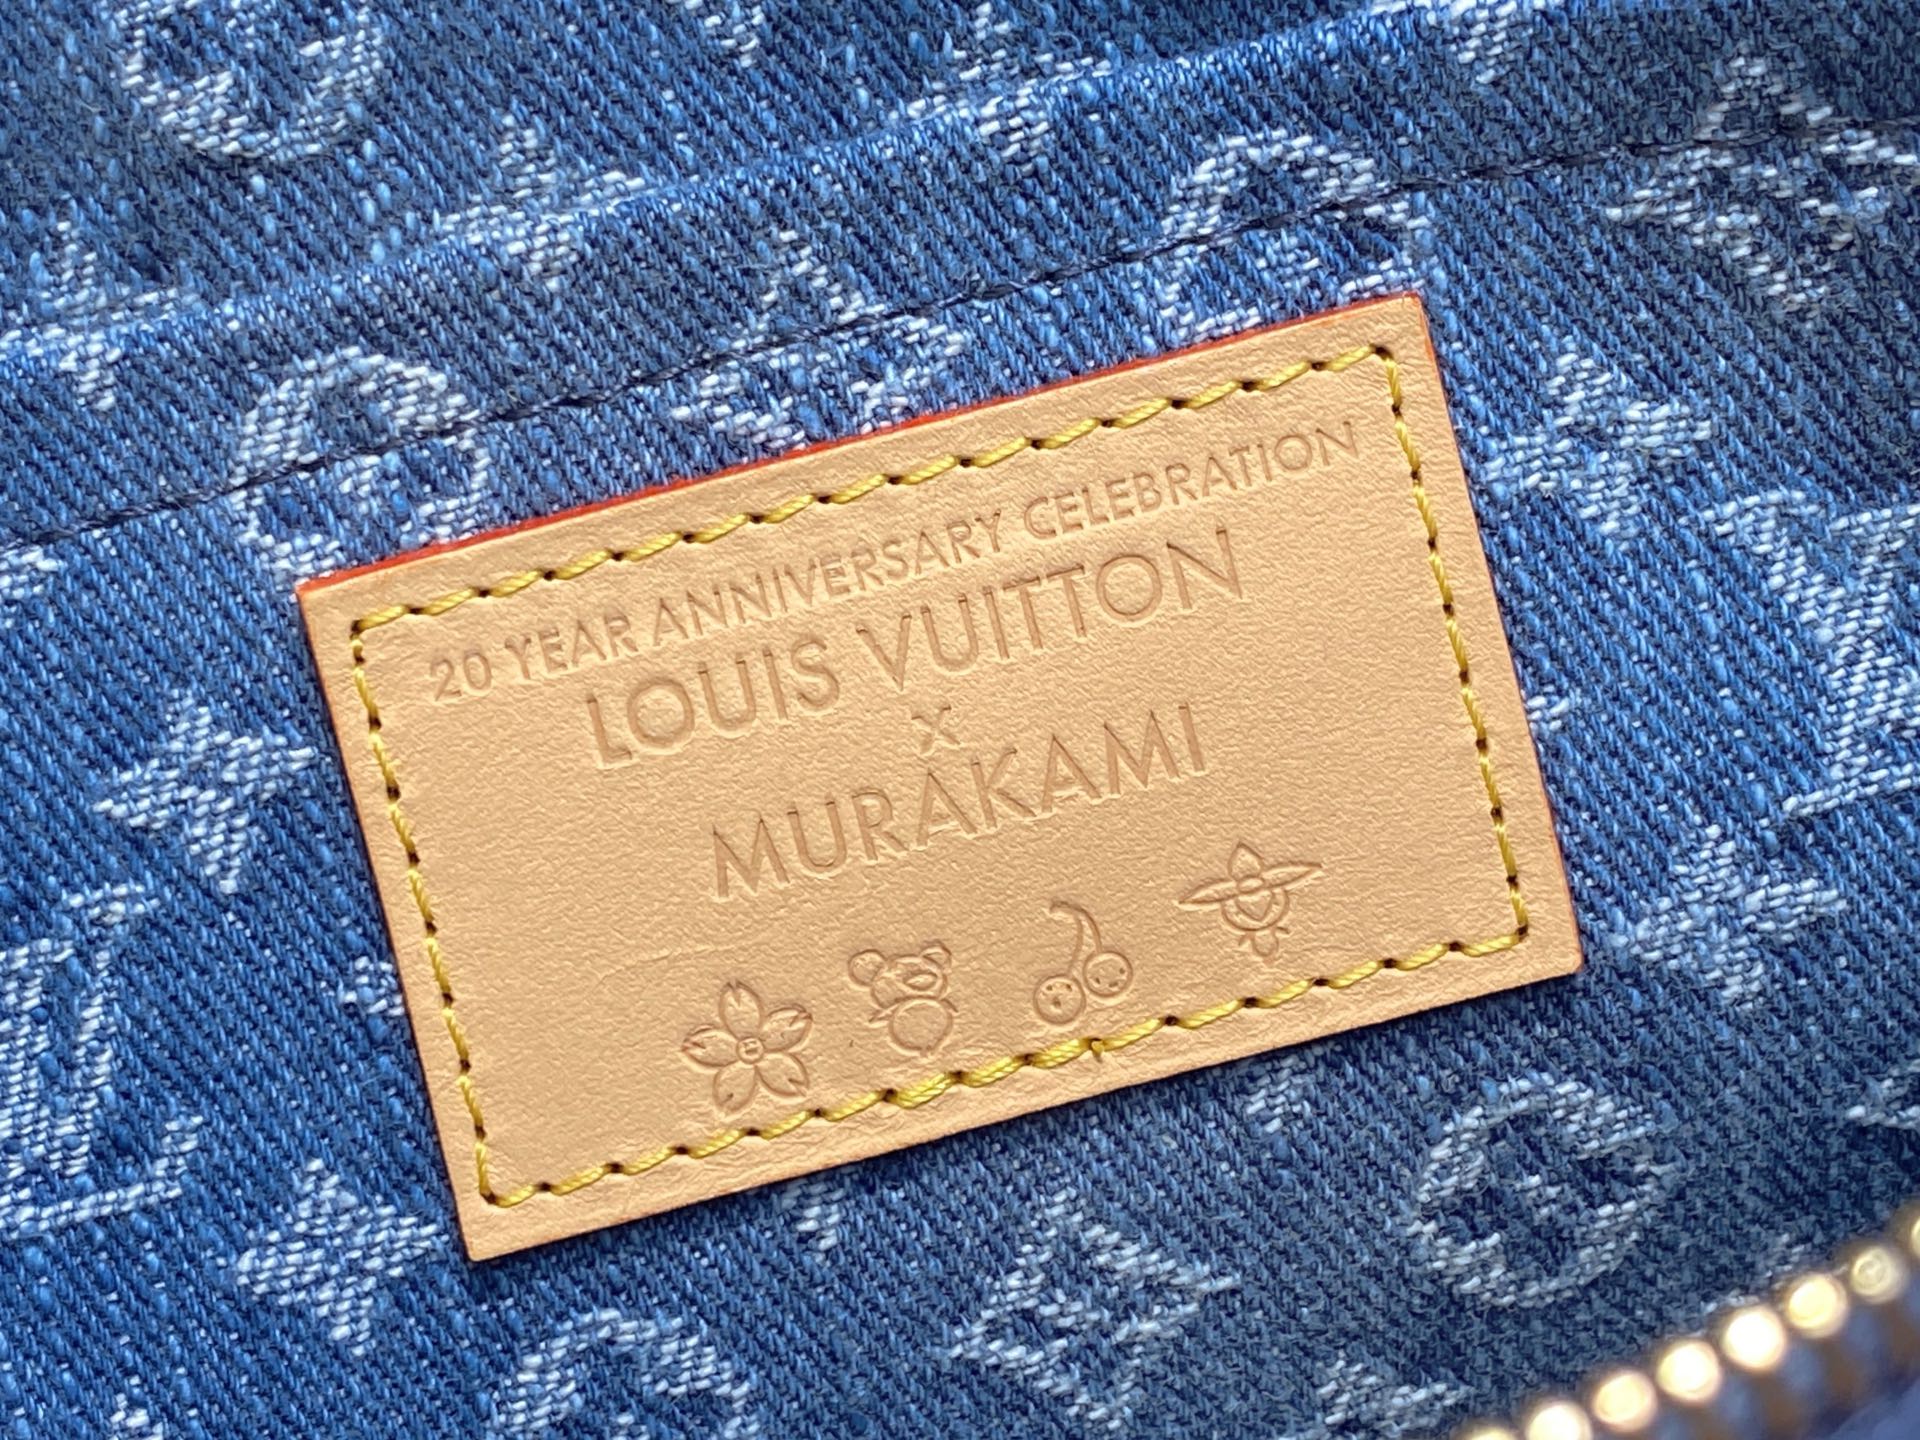 20 YEAR ANNIVERSARY CELEBRATION
LOUIS VUITTON
x
MURAKAMI